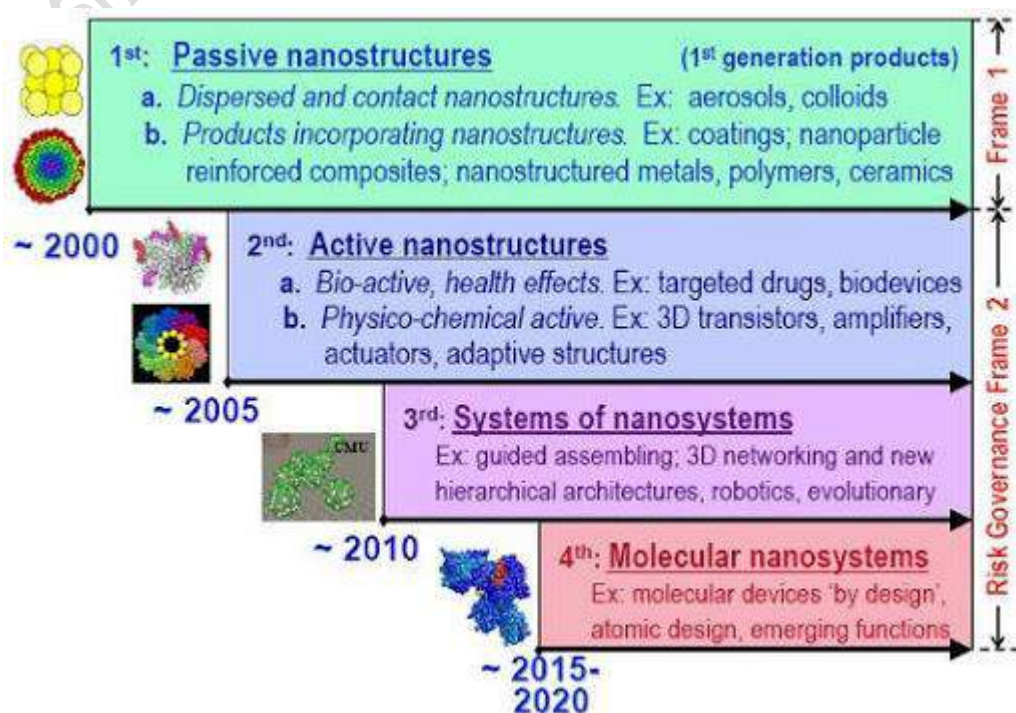 1st: Passive nanostructures (1st generation products)
a. Dispersed and contact nanostructures. Ex: aerosols, colloids
b. Products incorporating nanostructures. Ex: coatings; nanoparticle
reinforced composites; nanostructured metals, polymers, ceramics
~ 2000
2nd: Active nanostructures
a. Bio-active, health effects. Ex: targeted drugs, biodevices
b. Physico-chemical active. Ex: 3D transistors, amplifiers,
actuators, adaptive structures
~ 2005
3rd: Systems of nanosystems
Ex: guided assembling; 3D networking and new
hierarchical architectures, robotics, evolutionary
CMU
~ 2010
4th: Molecular nanosystems
Ex: molecular devices 'by design',
atomic design, emerging functions
~ 2015-
2020
Frame 1
Risk Governance Frame 2